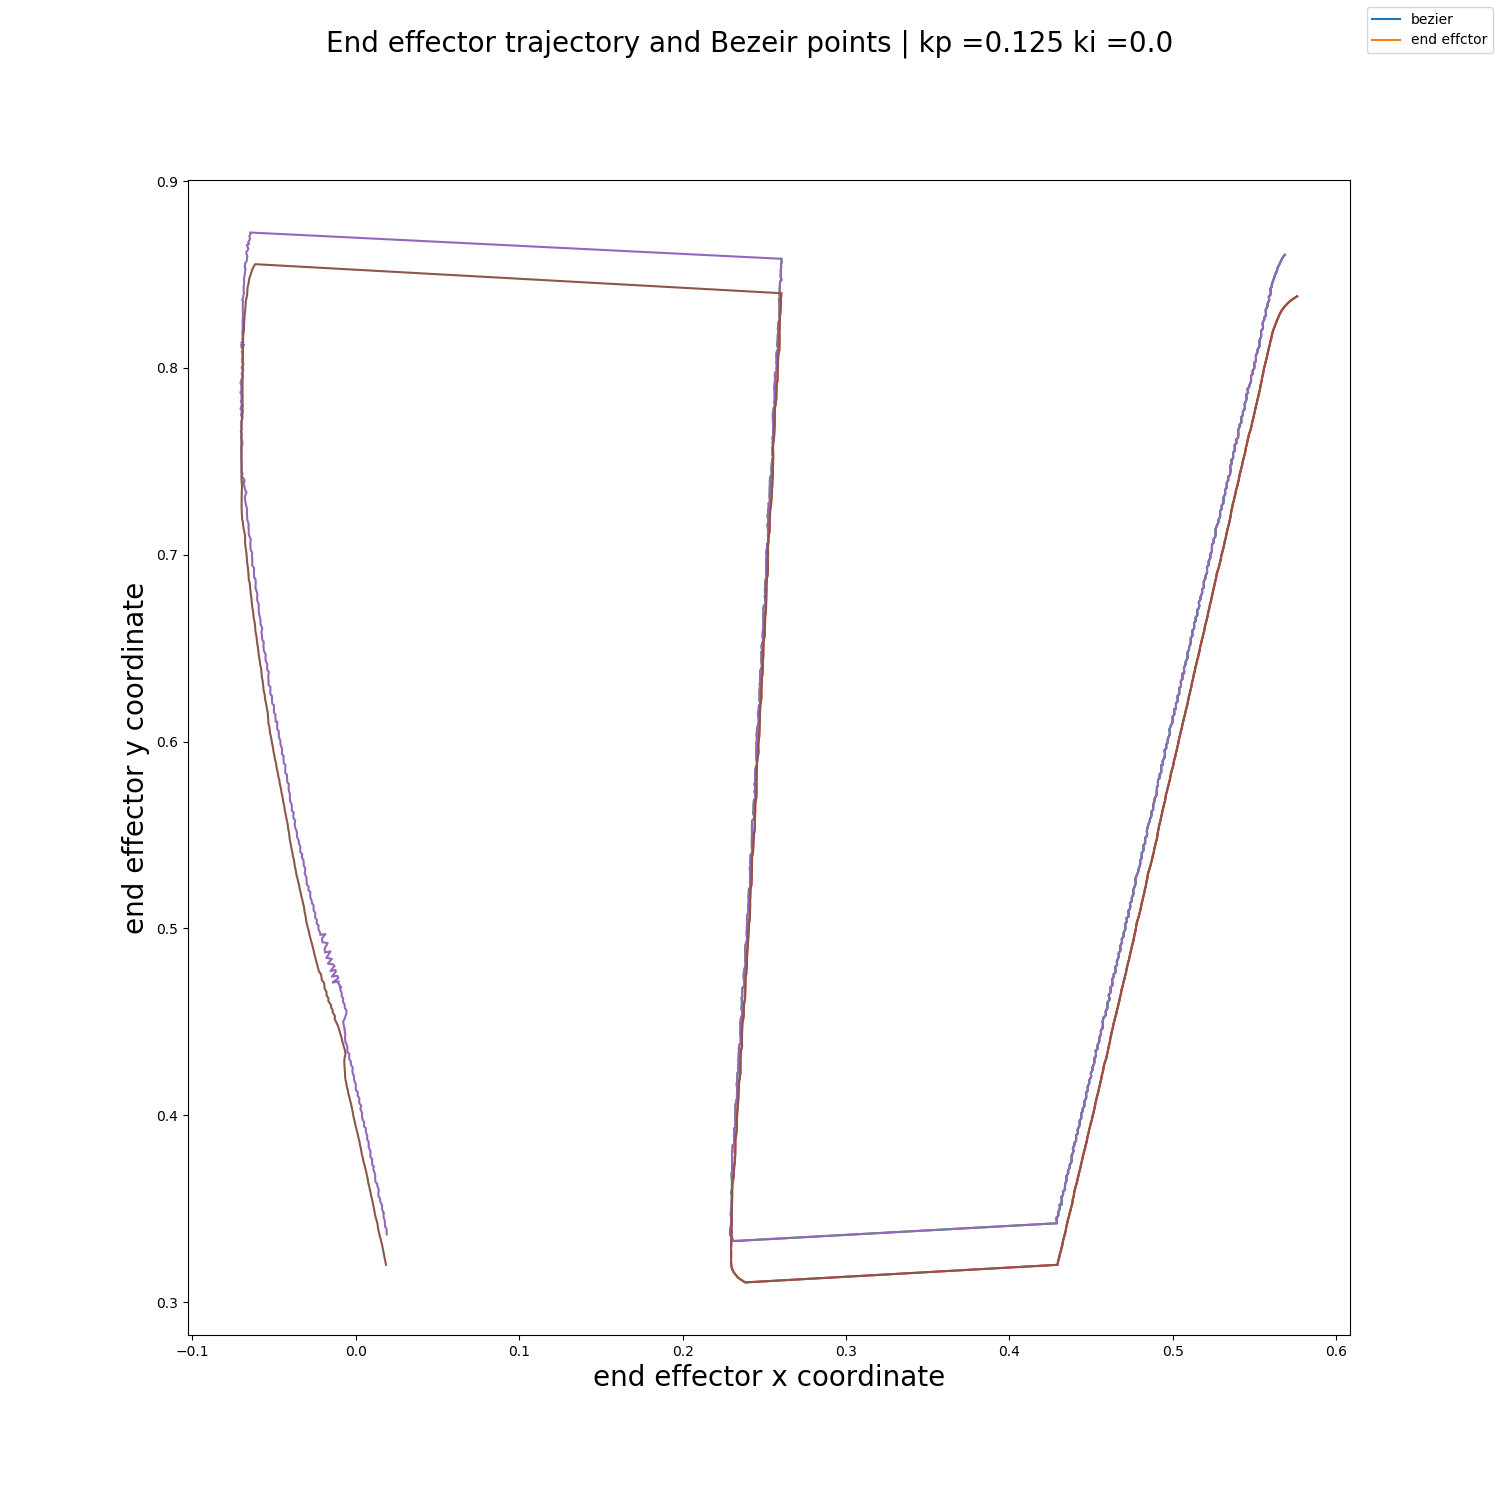 End effector trajectory and Bezeir points | kp =0.125 ki =0.0
bezier
end effctor
0.9
0.8
0.7
0.6
0.5
0.4
0.3
end effector y coordinate
−0.1 0.0 0.1 0.2 0.3 0.4 0.5 0.6
end effector x coordinate